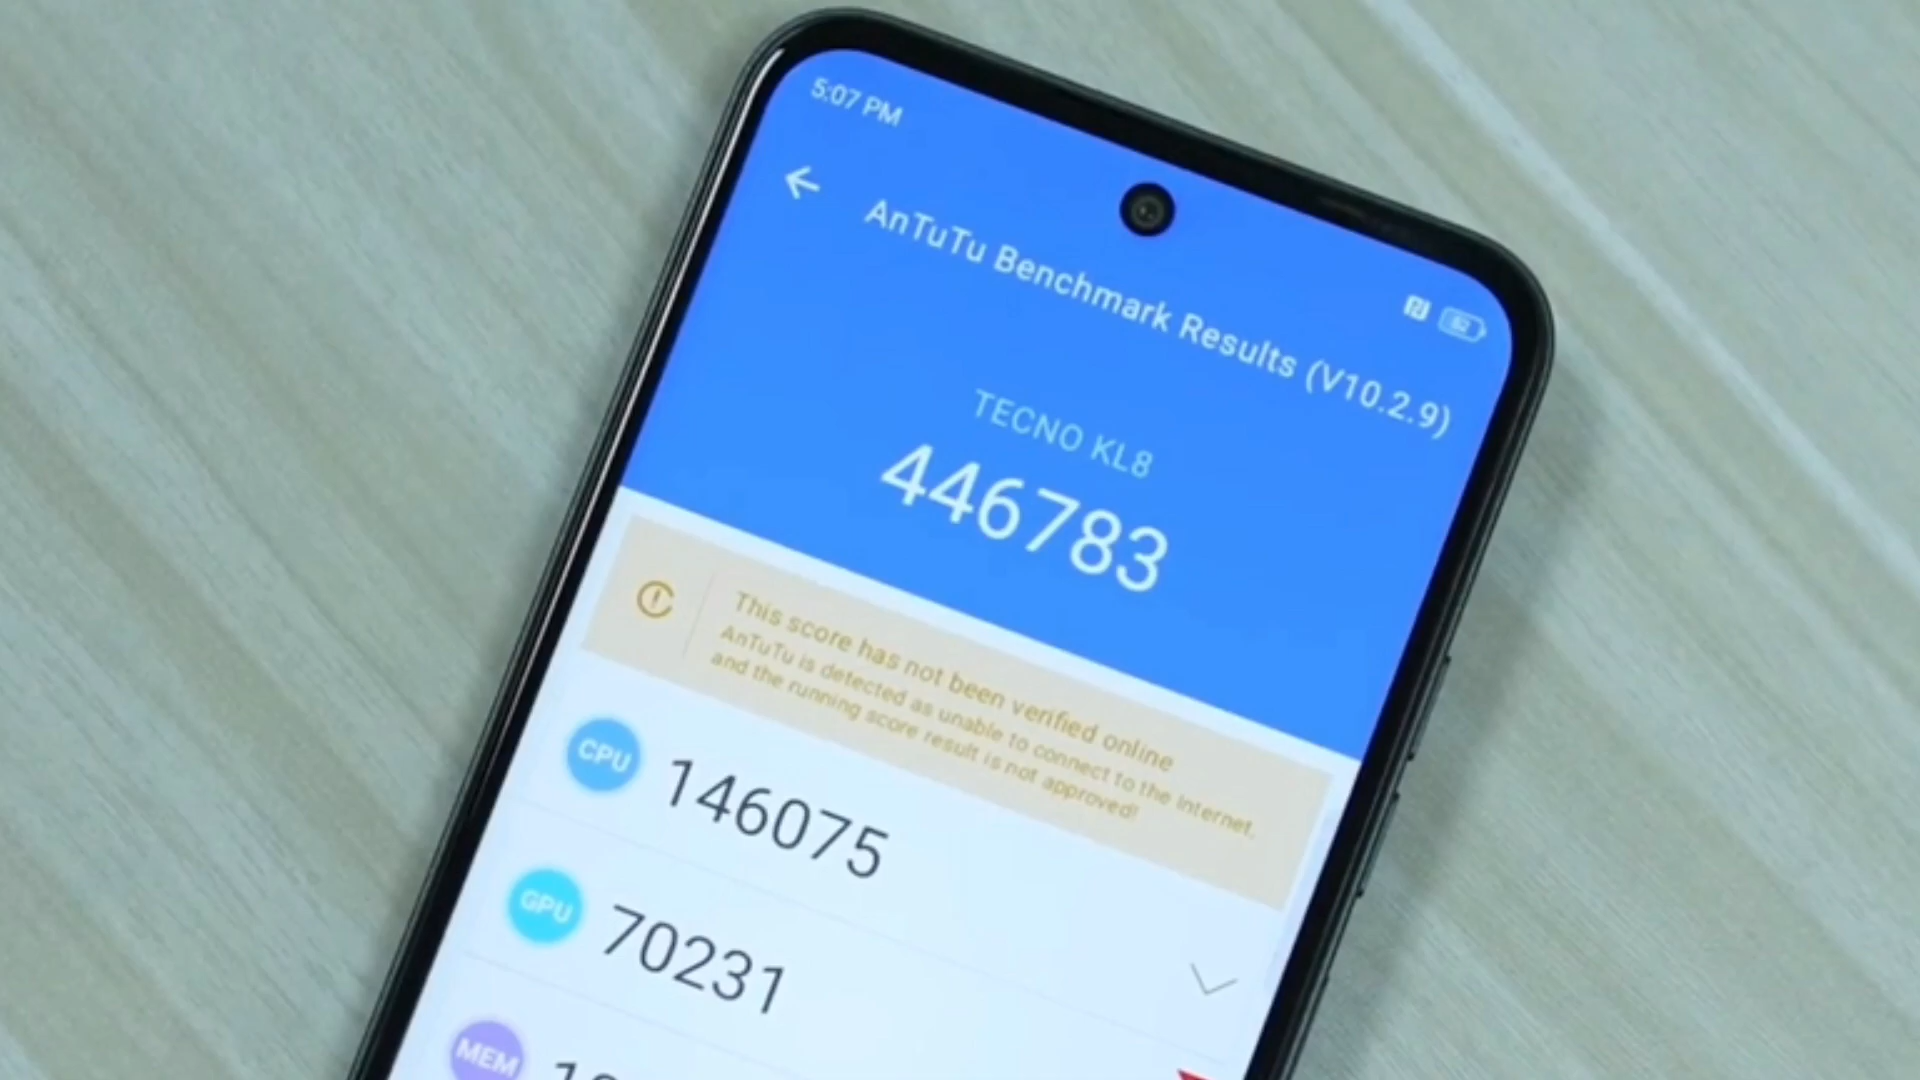 5:07 PM
AnTuTu Benchmark Results (V10.2.9)
TECNO KL8
446783
This score has not been verified online
AnTuTu is detected as unable to connect to the Internet,
and the running score result is not approved!
CPU 146075
GPU 70231
MEM